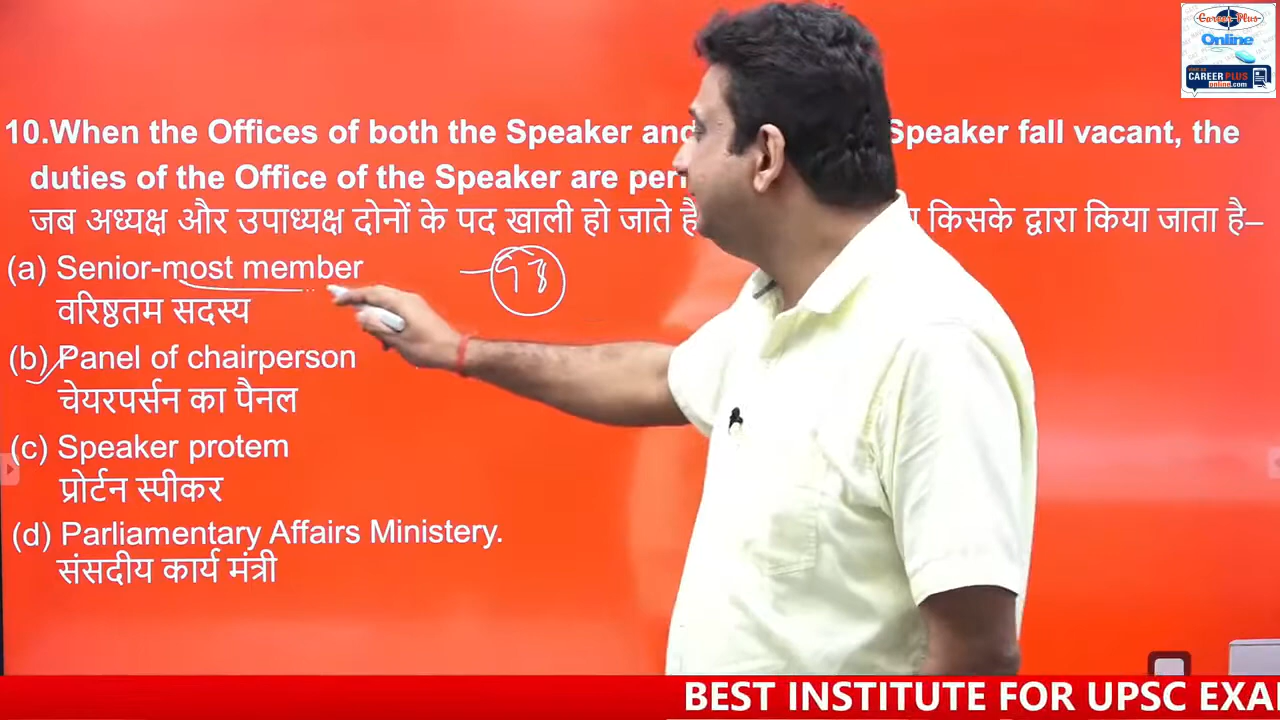 Career Plus
Online
CAREER PLUS
online.com
10.When the Offices of both the Speaker and Speaker fall vacant, the
duties of the Office of the Speaker are per
जब अध्यक्ष और उपाध्यक्ष दोनों के पद खाली हो जाते है किसके द्वारा किया जाता है–
(a) Senior-most member
वरिष्ठतम सदस्य
(b) Panel of chairperson
चेयरपर्सन का पैनल
(c) Speaker protem
प्रोर्टन स्पीकर
(d) Parliamentary Affairs Ministery.
संसदीय कार्य मंत्री
BEST INSTITUTE FOR UPSC EXA